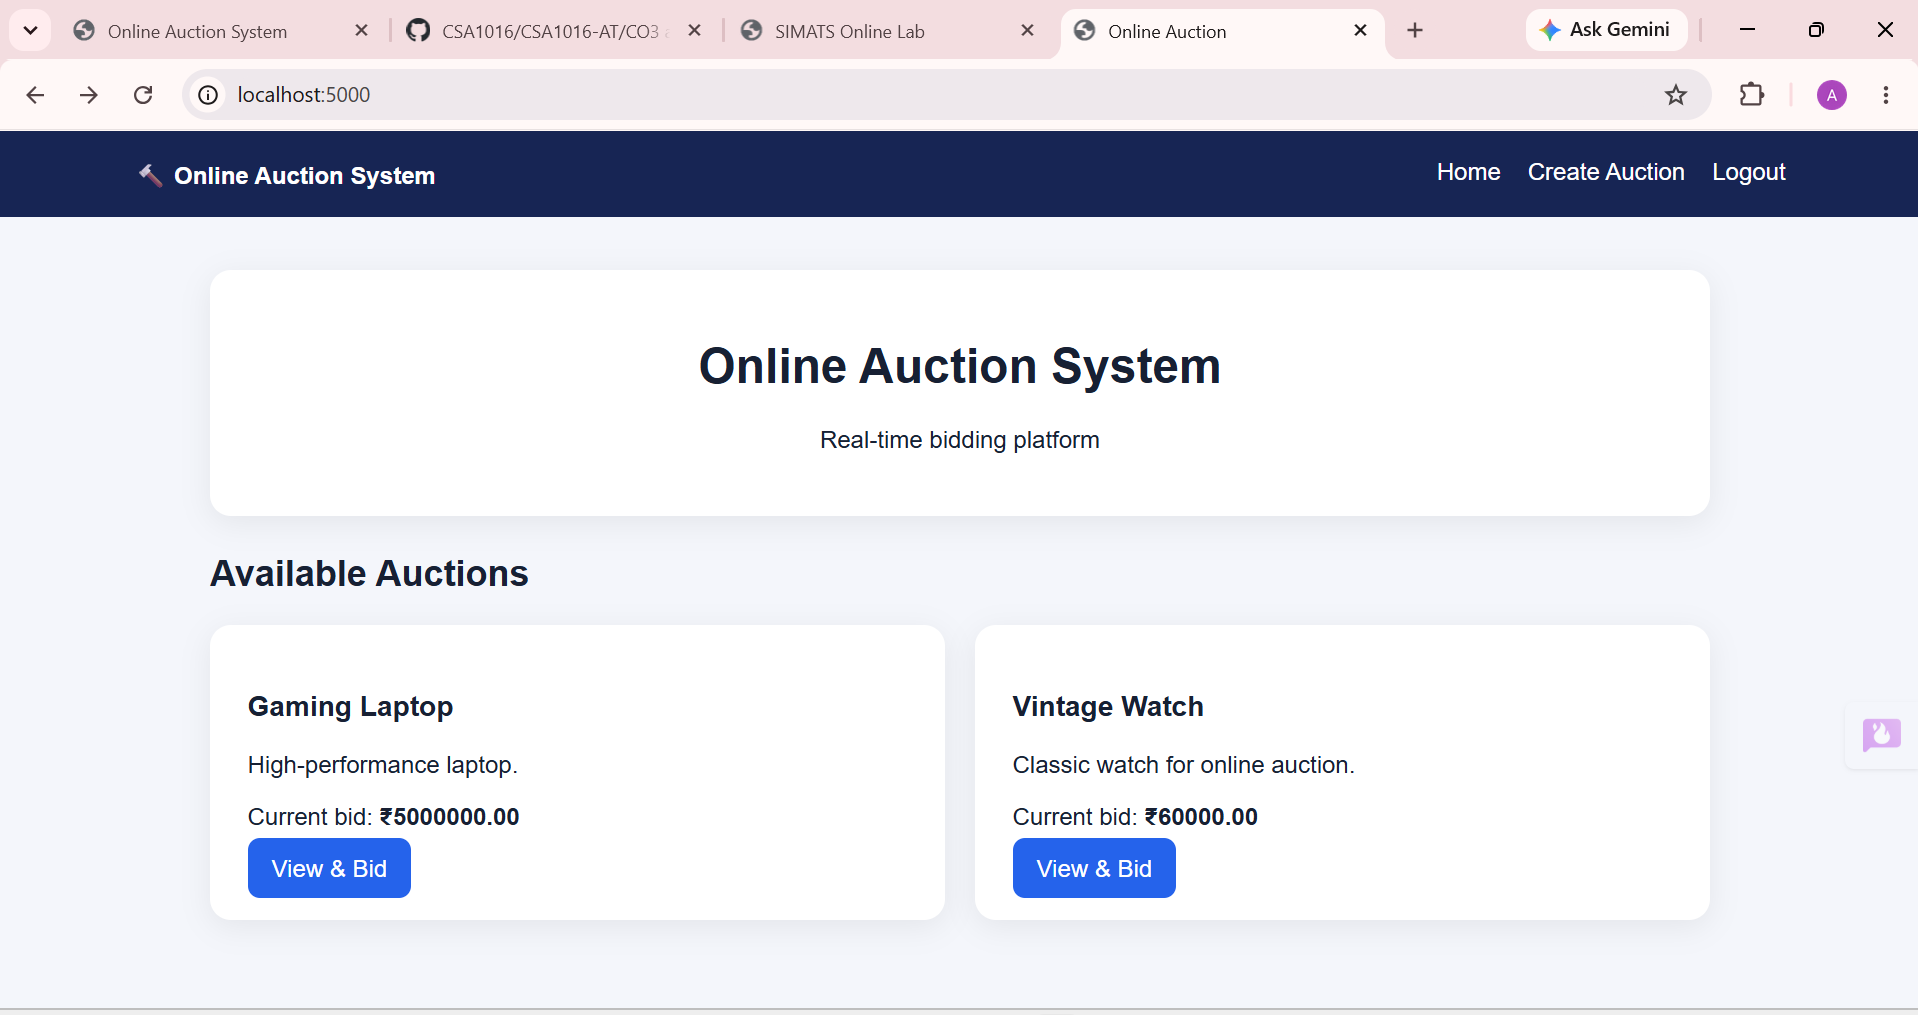 Online Auction System
CSA1016/CSA1016-AT/CO3
SIMATS Online Lab
Online Auction
Ask Gemini
localhost:5000
A
Online Auction System
Home
Create Auction
Logout
Online Auction System
Real-time bidding platform
Available Auctions
Gaming Laptop
High-performance laptop.
Current bid: ₹5000000.00
View & Bid
Vintage Watch
Classic watch for online auction.
Current bid: ₹60000.00
View & Bid